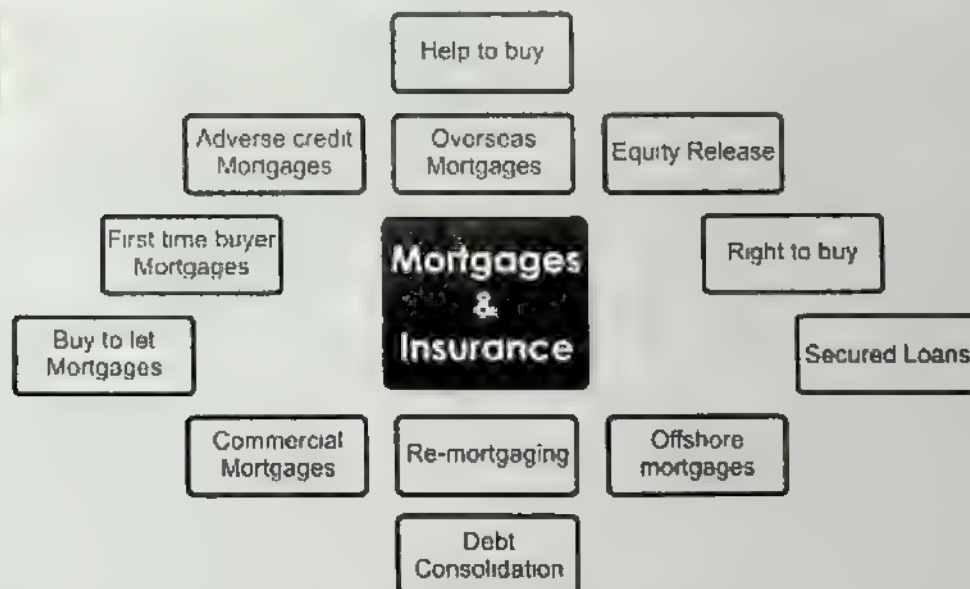 Help to buy
Adverse credit
Mortgages
Overseas
Mortgages
Equity Release
First time buyer
Mortgages
Mortgages
&
Insurance
Right to buy
Buy to let
Mortgages
Secured Loans
Commercial
Mortgages
Re-mortgaging
Offshore
mortgages
Debt
Consolidation